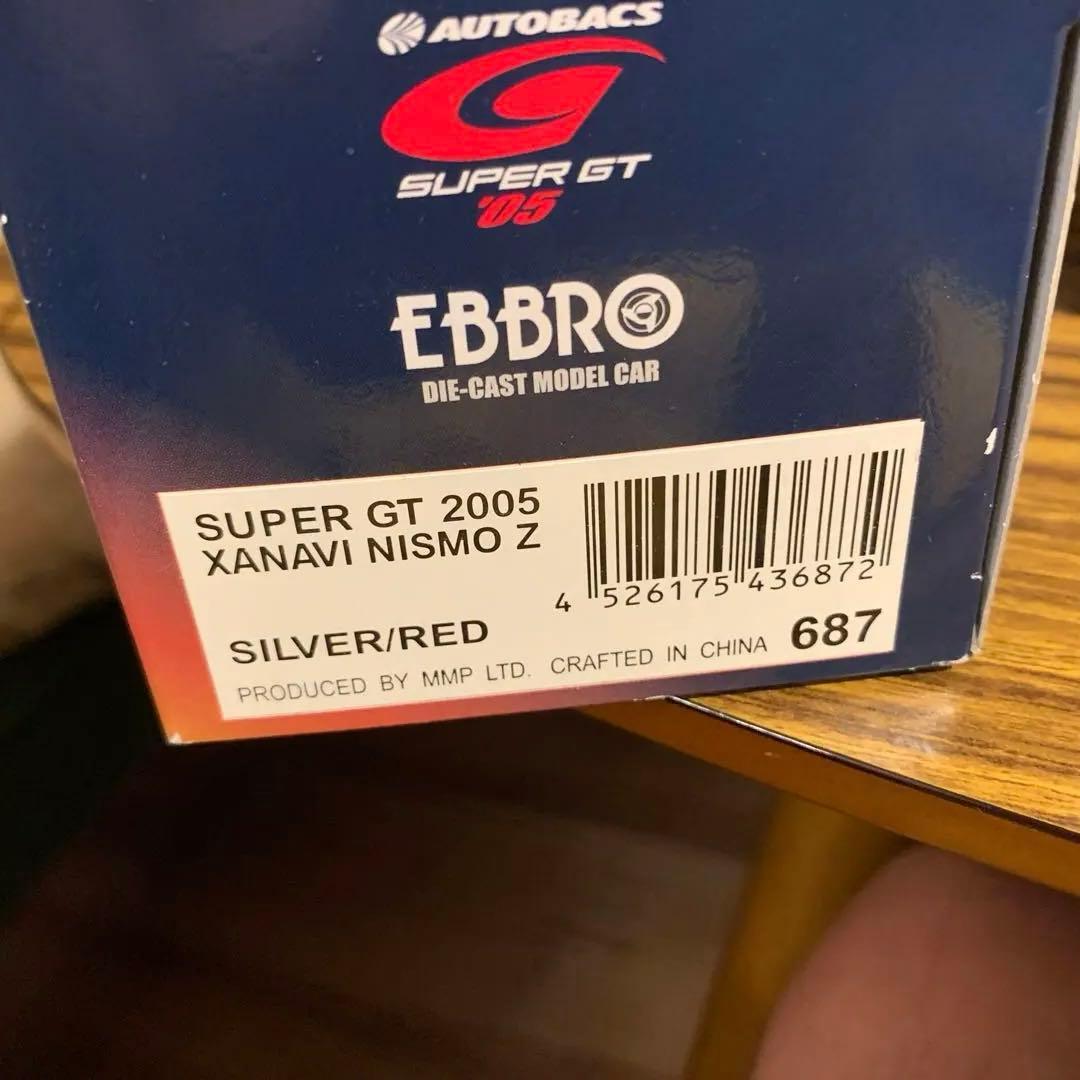 AUTOBACS
SUPER GT
'05
EBBRO
DIE-CAST MODEL CAR
SUPER GT 2005
XANAVI NISMO Z
4 526175 436872
SILVER/RED
687
PRODUCED BY MMP LTD. CRAFTED IN CHINA